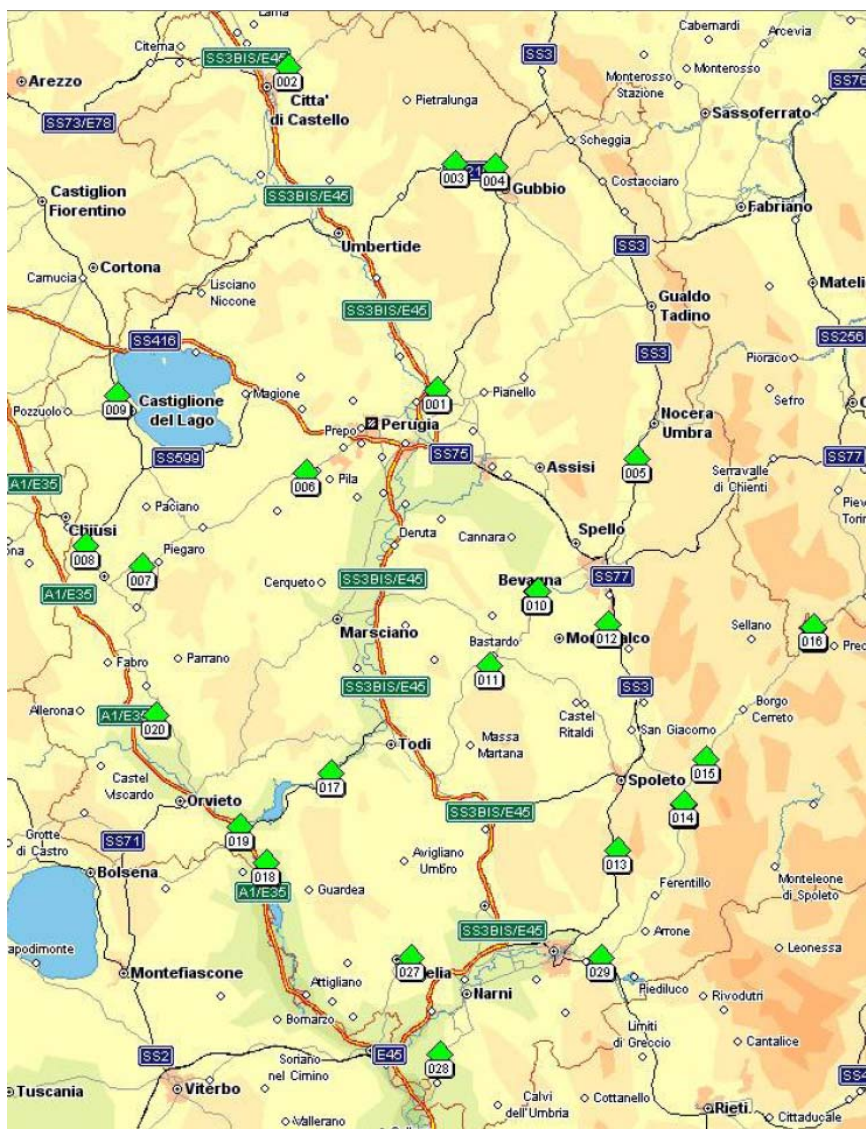 Lama
Cabernardi
Arcevia
Citerna
SS3BIS/E45
SS3
Arezzo
002
Monterosso
Monterosso
Stazione
SS76
Citta'
di Castello
Pietralunga
SS73/E78
Sassoferrato
Scheggia
003
004
Gubbio
Costacciaro
Castiglion
Fiorentino
SS3BIS/E45
Fabriano
Umbertide
SS3
Cortona
Camucia
Lisciano
Niccone
Mateli
Gualdo
Tadino
SS3BIS/E45
SS416
SS3
SS256
Pioraco
009
Castiglione
del Lago
Magione
001
Pianello
Sefro
Pozzuolo
Prepo
Perugia
Nocera
Umbra
SS75
SS599
006
Pila
Assisi
005
Serravalle
di Chienti
SS77
A1/E35
Paciano
Chiusi
Deruta
Cannara
Spello
008
Piegaro
007
Cerqueto
SS3BIS/E45
Bevagna
SS77
A1/E35
010
Marsciano
Bastardo
012
Sellano
016
Fabro
Parrano
011
SS3BIS/E45
SS3
Allerona
A1/E35
020
Castel
Ritaldi
San Giacomo
Borgo
Cerreto
Todi
Massa
Martana
Castel
Viscardo
017
Spoleto
015
Orvieto
014
SS3BIS/E45
019
Grotte
di Castro
SS71
Bolsena
018
Avigliano
Umbro
013
Monteleone
di Spoleto
A1/E35
Guardea
Ferentillo
SS3BIS/E45
Arrone
Leonessa
Montefiascone
027
029
Attigliano
Narni
Piediluco
Rivodutri
Bomarzo
Limiti
di Greccio
Cantalice
SS2
E45
Soriano
nel Cimino
028
Tuscania
Viterbo
Calvi
dell'Umbria
Cottanello
Rieti
Vallerano
Cittaducale